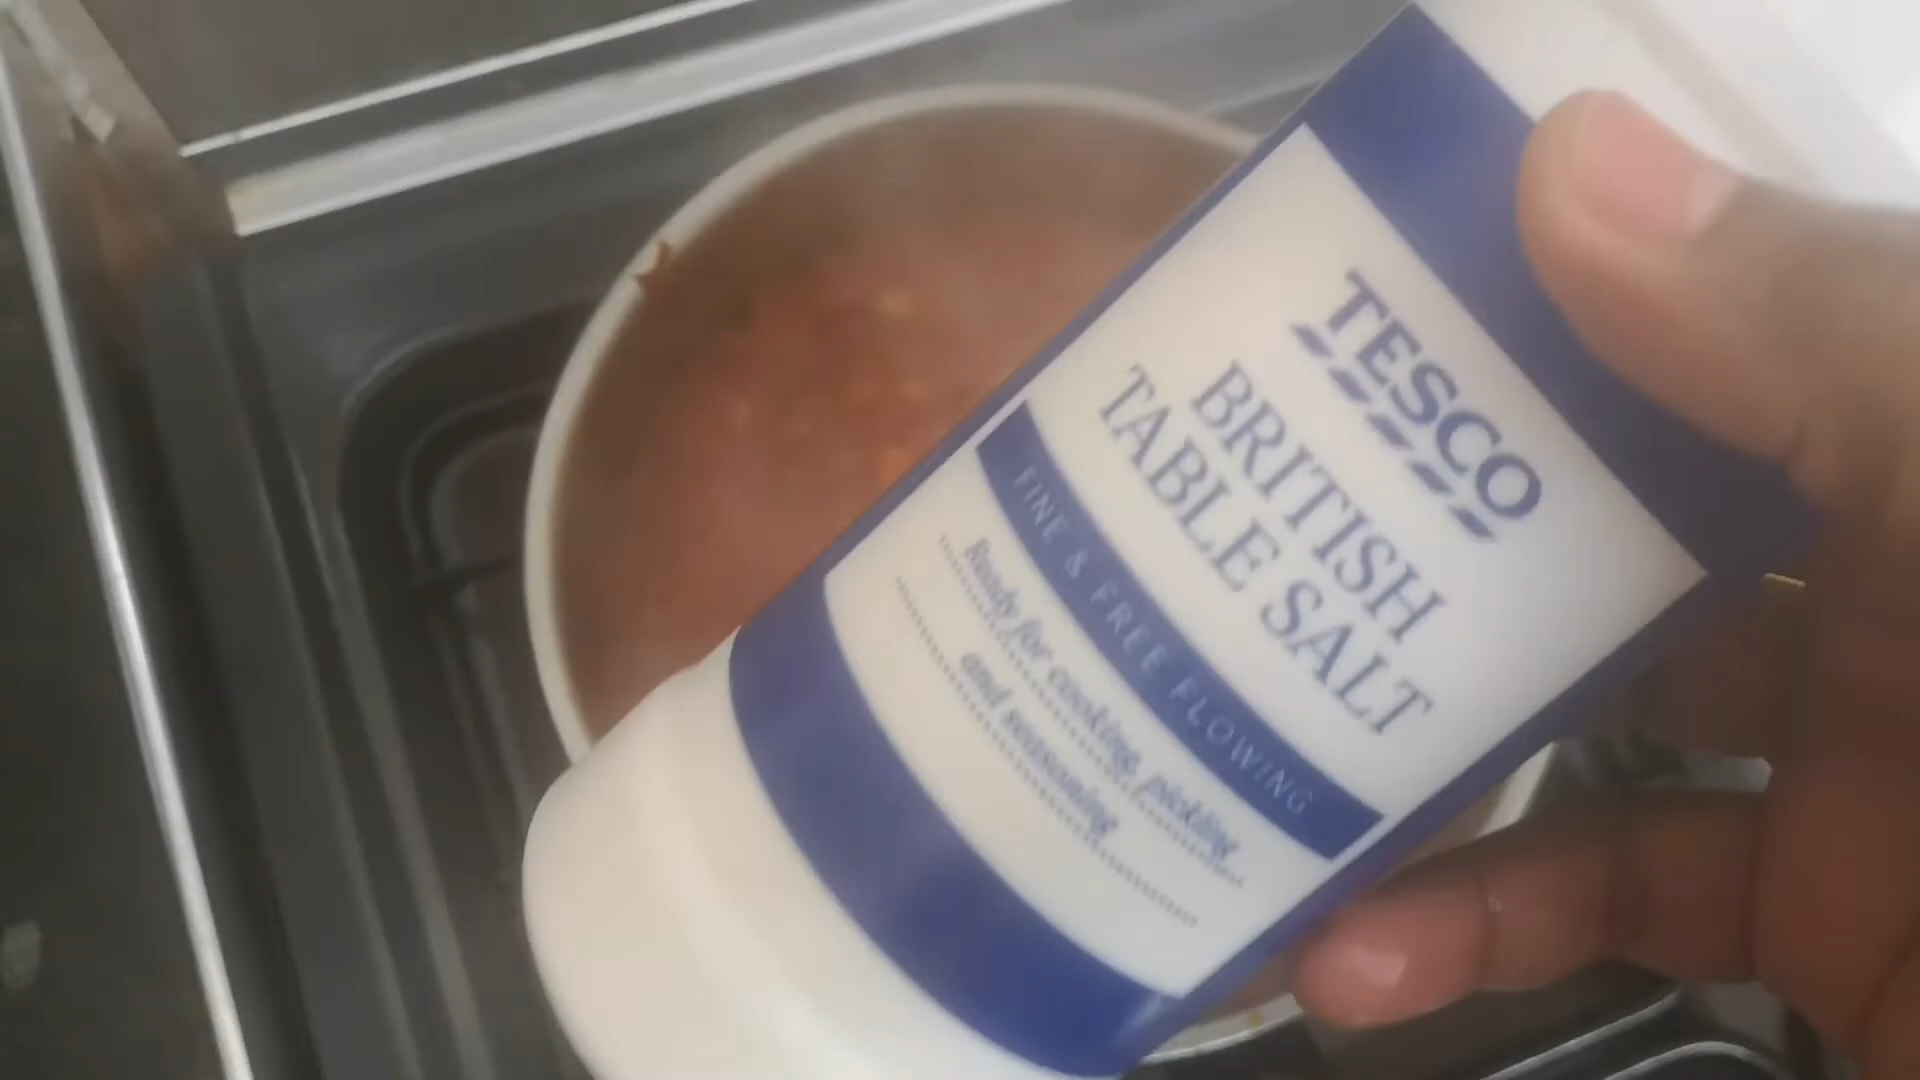 TESCO
BRITISH
TABLE SALT
FINE & FREE FLOWING
Ready for cooking, pickling
and seasoning